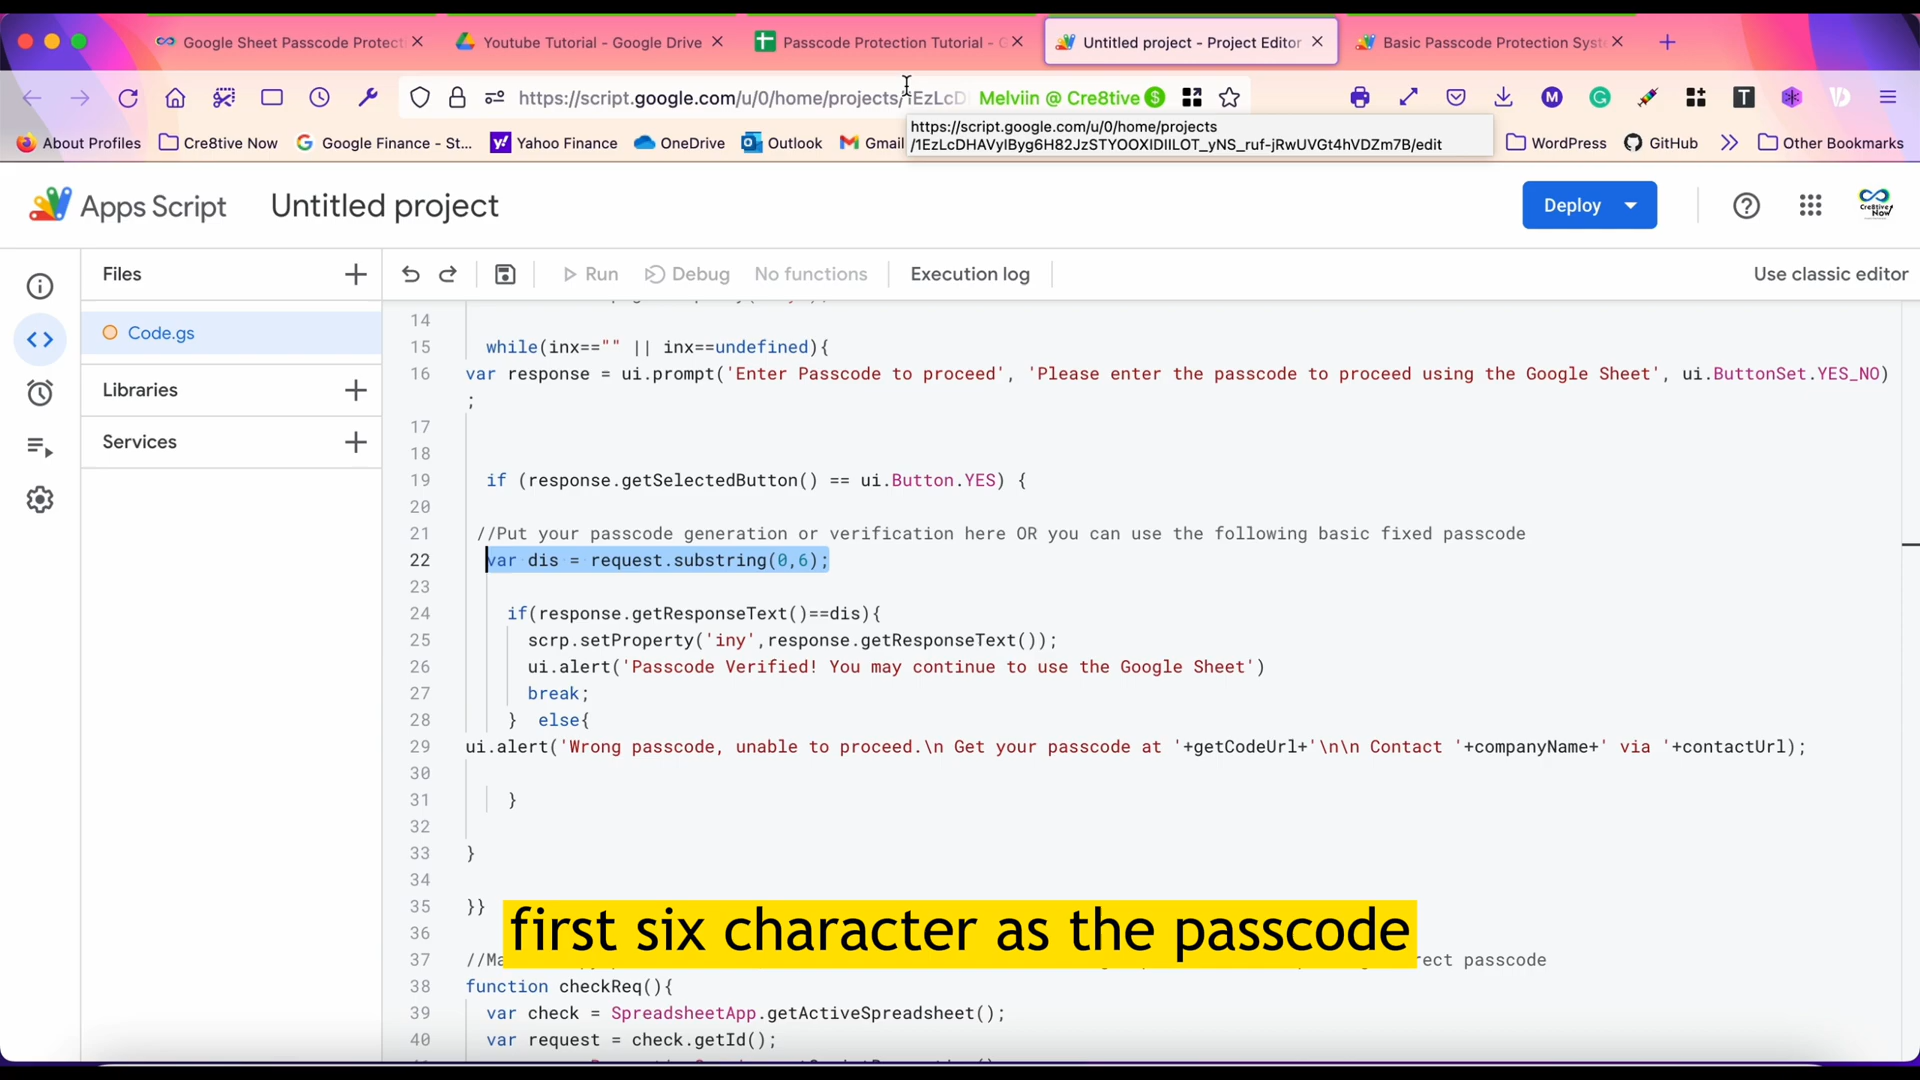 Google Sheet Passcode Protect
Youtube Tutorial - Google Drive
Passcode Protection Tutorial - G
Untitled project - Project Editor
Basic Passcode Protection Syst
https://script.google.com/u/0/home/projects/1EzLcD
Melviin @ Cre8tive
https://script.google.com/u/0/home/projects
/1EzLcDHAVyIByg6H82JzSTYOOXIDIILOT_yNS_ruf-jRwUVGt4hVDZm7B/edit
About Profiles
Cre8tive Now
Google Finance - St...
Yahoo Finance
OneDrive
Outlook
Gmail
WordPress
GitHub
Other Bookmarks
Apps Script
Untitled project
Deploy
Cre8tive
Now
Files
Run
Debug
No functions
Execution log
Use classic editor
Code.gs
Libraries
Services
14
15 while(inx=="" || inx==undefined){
16 var response = ui.prompt('Enter Passcode to proceed', 'Please enter the passcode to proceed using the Google Sheet', ui.ButtonSet.YES_NO)
;
17
18
19 if (response.getSelectedButton() == ui.Button.YES) {
20
21 //Put your passcode generation or verification here OR you can use the following basic fixed passcode
22 var dis = request.substring(0,6);
23
24 if(response.getResponseText()==dis){
25 scrp.setProperty('iny',response.getResponseText());
26 ui.alert('Passcode Verified! You may continue to use the Google Sheet')
27 break;
28 } else{
29 ui.alert('Wrong passcode, unable to proceed.\n Get your passcode at '+getCodeUrl+'\n\n Contact '+companyName+' via '+contactUrl);
30
31 }
32
33 }
34
35 }}
36
first six character as the passcode
37 //Ma rect passcode
38 function checkReq(){
39 var check = SpreadsheetApp.getActiveSpreadsheet();
40 var request = check.getId();